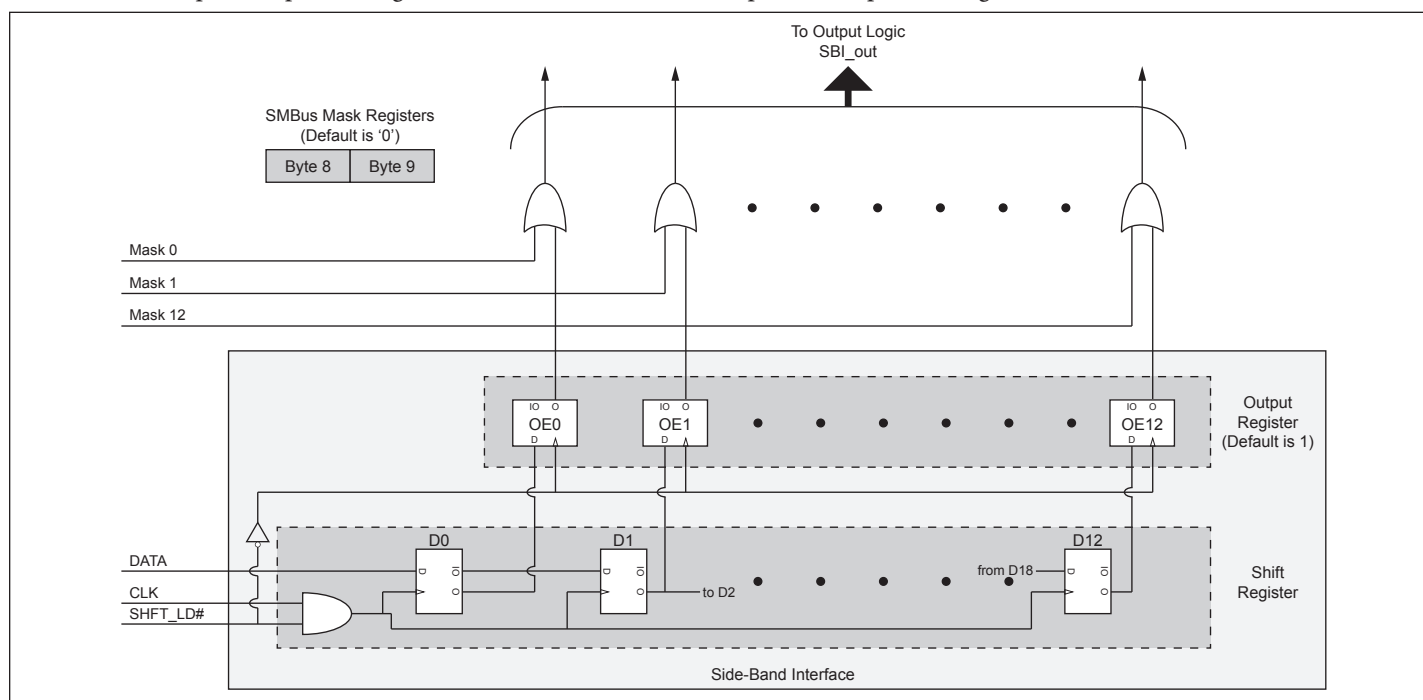 To Output Logic
SBI_out
SMBus Mask Registers
(Default is ‘0’)
Byte 8 Byte 9
Mask 0
Mask 1
Mask 12
IO O
OE0
D
IO O
OE1
D
IO O
OE12
D
Output
Register
(Default is 1)
D0
D1
D12
DATA
D IO
O
D IO
O
from D18
D IO
O
to D2
CLK
SHFT_LD#
Shift
Register
Side-Band Interface